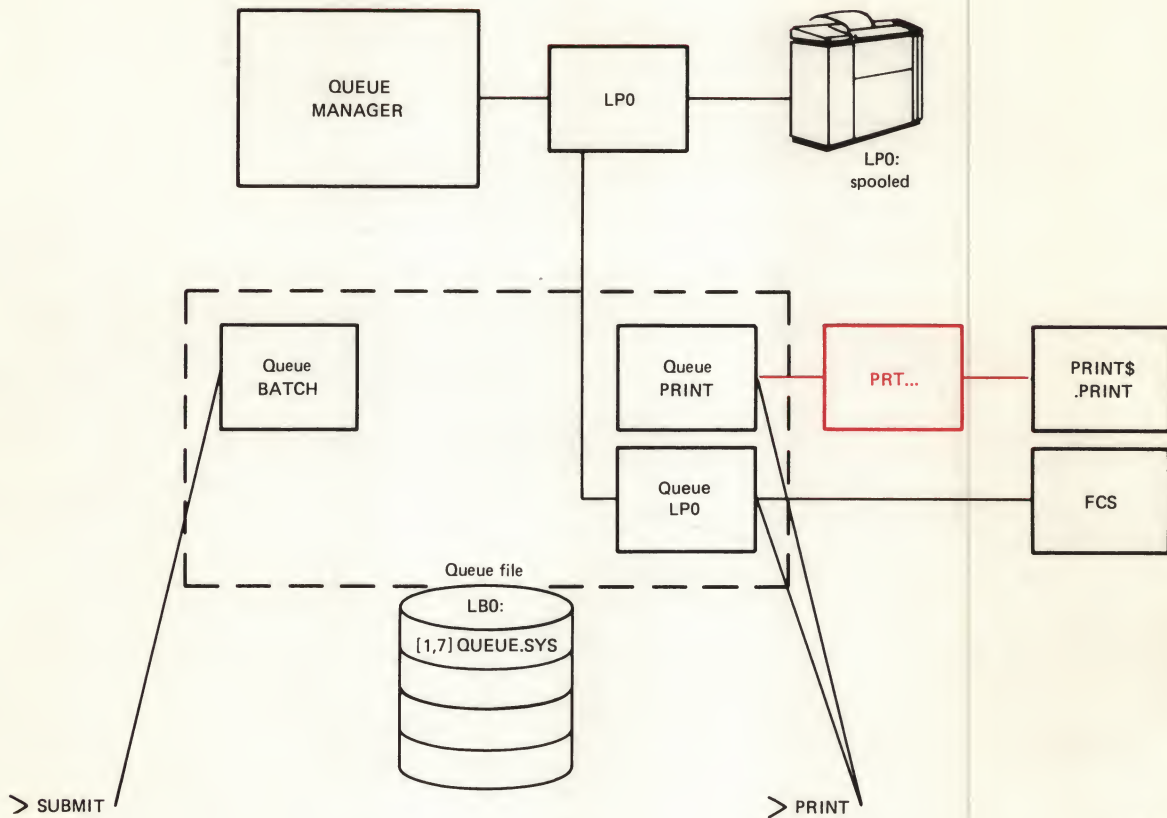 QUEUE
MANAGER
LP0
LP0:
spooled
Queue
BATCH
Queue
PRINT
PRT...
PRINT$
.PRINT
Queue
LP0
FCS
Queue file
LB0:
[1,7] QUEUE.SYS
> SUBMIT
> PRINT